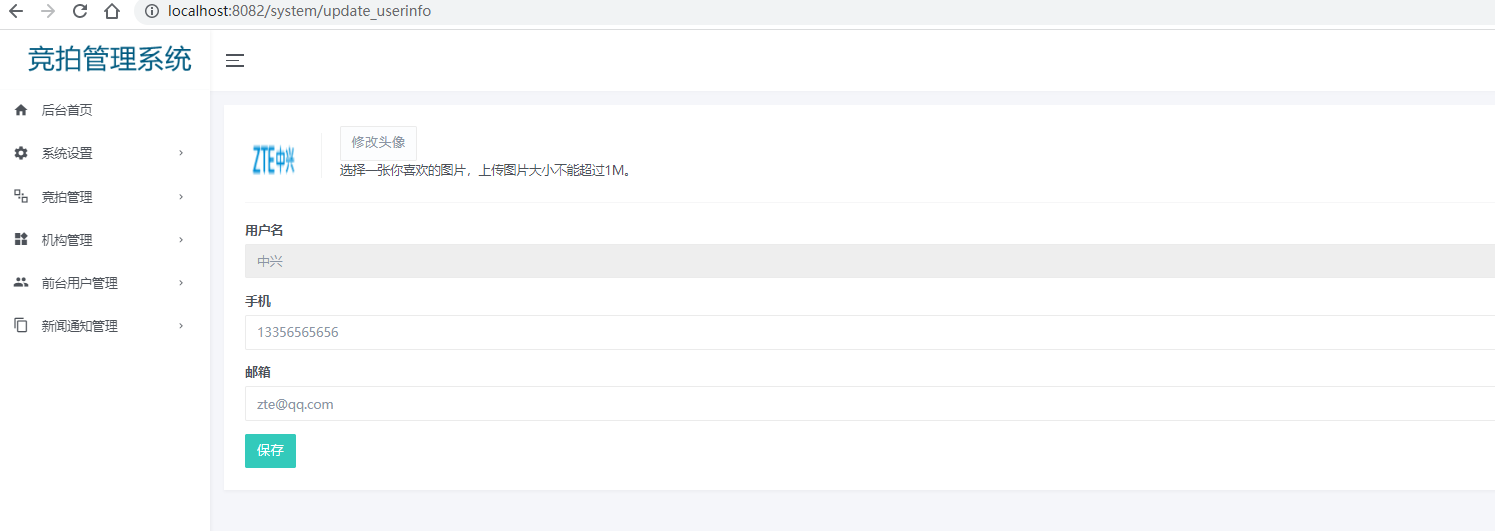 localhost:8082/system/update_userinfo
竞拍管理系统
后台首页
系统设置
竞拍管理
机构管理
前台用户管理
新闻通知管理
ZTE中兴
修改头像
选择一张你喜欢的图片，上传图片大小不能超过1M。
用户名
中兴
手机
13356565656
邮箱
zte@qq.com
保存